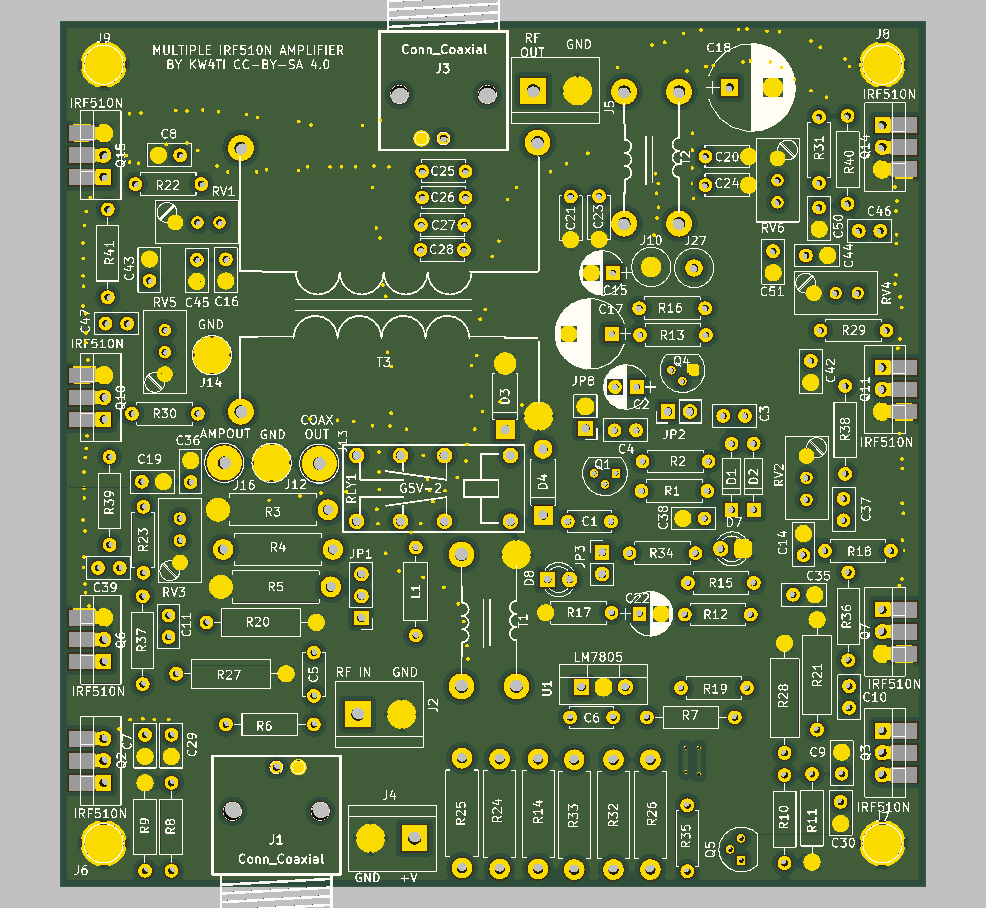 J9
MULTIPLE IRF510N AMPLIFIER
BY KW4TI CC-BY-SA 4.0
Conn_Coaxial
J3
RF
OUT
GND
J5
C18
J8
IRF510N
IRF510N
Q15
C8
R22
RV1
C25
C26
C27
C28
T2
C20
C24
R31
R40
Q14
C21
C23
RV6
C50
C46
R41
C43
C45
C16
RV5
J10
J27
C15
C44
C51
RV4
C47
IRF510N
GND
J14
C17
R16
R13
R29
IRF510N
T3
Q4
JP8
C2
D3
C42
Q11
Q10
R30
JP2
C3
R38
AMPOUT
GND
COAX
OUT
J13
C4
C36
C19
J16
J12
RLY1
G5V-2
D4
Q1
R2
R1
D1
D2
RV2
C37
R39
R3
C1
C38
D7
C14
R23
R4
JP1
L1
JP3
R34
R18
C39
RV3
R5
D8
R15
C35
Q6
R37
C11
R20
T1
R17
C22
R12
R36
Q7
R27
C5
RF IN
GND
LM7805
U1
R19
R28
R21
IRF510N
IRF510N
C10
J2
R6
C6
R7
Q2
C7
C29
C9
Q3
IRF510N
R9
R8
J1
Conn_Coaxial
J4
GND
+V
R25
R24
R14
R33
R32
R26
R35
Q5
R10
R11
C30
IRF510N
J7
J6